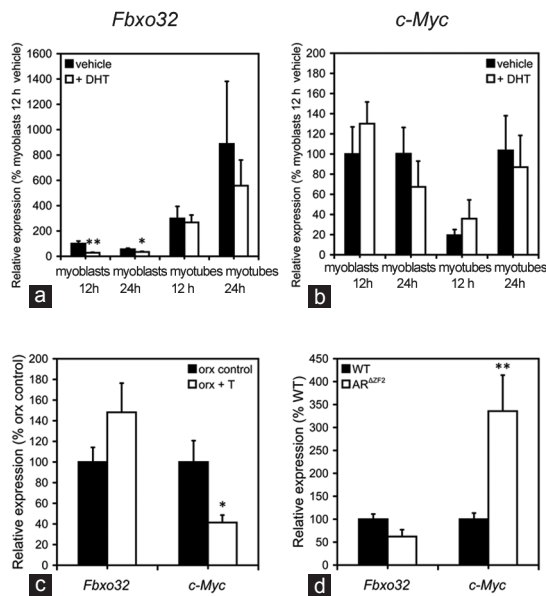 Fbxo32
c-Myc
Relative expression (% myoblasts 12 h vehicle)
1600
1400
1200
1000
800
600
400
200
0
vehicle
+ DHT
**
*
myoblasts myoblasts myotubes myotubes
12h 24h 12 h 24h
a
Relative expression (% myoblasts 12 h vehicle)
200
180
160
140
120
100
80
60
40
20
0
vehicle
+ DHT
myoblasts myoblasts myotubes myotubes
12h 24h 12 h 24h
b
Relative expression (% orx control)
200
180
160
140
120
100
80
60
40
20
0
orx control
orx + T
*
Fbxo32 c-Myc
c
Relative expression (% WT)
450
400
350
300
250
200
150
100
50
0
WT
AR^ΔZF2
**
Fbxo32 c-Myc
d